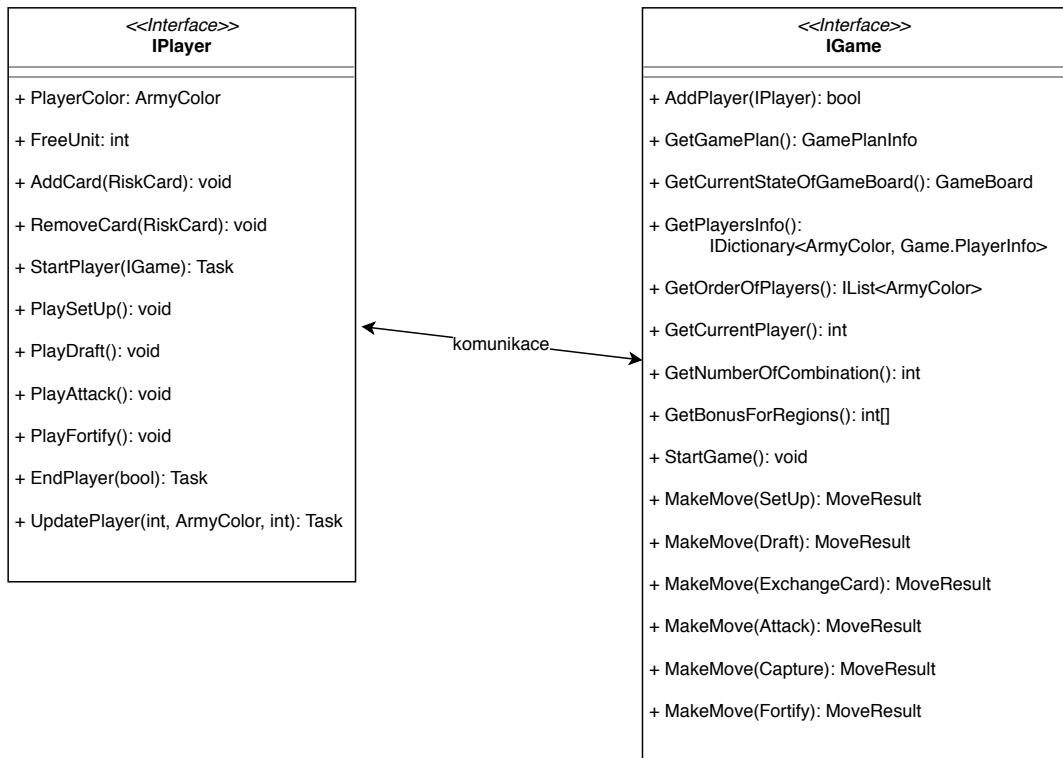 <<Interface>>
IPlayer
+ PlayerColor: ArmyColor
+ FreeUnit: int
+ AddCard(RiskCard): void
+ RemoveCard(RiskCard): void
+ StartPlayer(IGame): Task
+ PlaySetUp(): void
+ PlayDraft(): void
+ PlayAttack(): void
+ PlayFortify(): void
+ EndPlayer(bool): Task
+ UpdatePlayer(int, ArmyColor, int): Task
komunikace
<<Interface>>
IGame
+ AddPlayer(IPlayer): bool
+ GetGamePlan(): GamePlanInfo
+ GetCurrentStateOfGameBoard(): GameBoard
+ GetPlayersInfo():
IDictionary<ArmyColor, Game.PlayerInfo>
+ GetOrderOfPlayers(): IList<ArmyColor>
+ GetCurrentPlayer(): int
+ GetNumberOfCombination(): int
+ GetBonusForRegions(): int[]
+ StartGame(): void
+ MakeMove(SetUp): MoveResult
+ MakeMove(Draft): MoveResult
+ MakeMove(ExchangeCard): MoveResult
+ MakeMove(Attack): MoveResult
+ MakeMove(Capture): MoveResult
+ MakeMove(Fortify): MoveResult